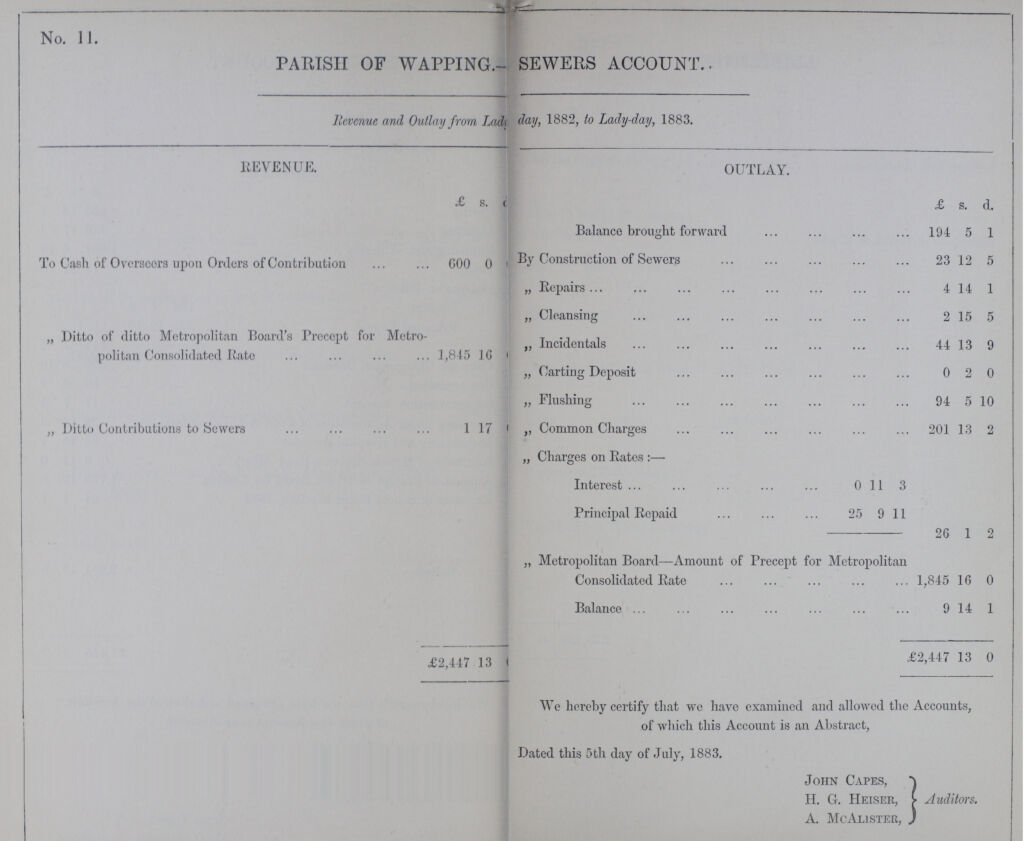 No. 11.
PARISH OF WAPPING.— SEWERS ACCOUNT..
Revenue and Outlay from Lady day, 1882, to Lady-day, 1883.
REVENUE.
£ s.
To Cash of Overseers upon Orders of Contribution ... ... 600 0
„ Ditto of ditto Metropolitan Board's Precept for Metro-
politan Consolidated Rate ... ... ... ... 1,845 16
„ Ditto Contributions to Sewers ... ... ... ... 1 17
£2,447 13
OUTLAY.
£ s. d.
Balance brought forward ... ... ... ... 194 5 1
By Construction of Sewers ... ... ... ... ... 23 12 5
„ Repairs ... ... ... ... ... ... ... ... 4 14 1
„ Cleansing ... ... ... ... ... ... ... 2 15 5
„ Incidentals ... ... ... ... ... ... ... 44 13 9
„ Carting Deposit ... ... ... ... ... ... 0 2 0
„ Flushing ... ... ... ... ... ... ... 94 5 10
„ Common Charges ... ... ... ... ... ... 201 13 2
„ Charges on Rates :—
Interest ... ... ... ... ... 0 11 3
Principal Repaid ... ... ... 25 9 11
26 1 2
„ Metropolitan Board—Amount of Precept for Metropolitan
Consolidated Rate ... ... ... ... ... 1,845 16 0
Balance ... ... ... ... ... ... ... 9 14 1
£2,447 13 0
We hereby certify that we have examined and allowed the Accounts,
of which this Account is an Abstract,
Dated this 5th day of July, 1883.
JOHN CAPES,
H. G. HEISER, } Auditors.
A. MCALISTER,